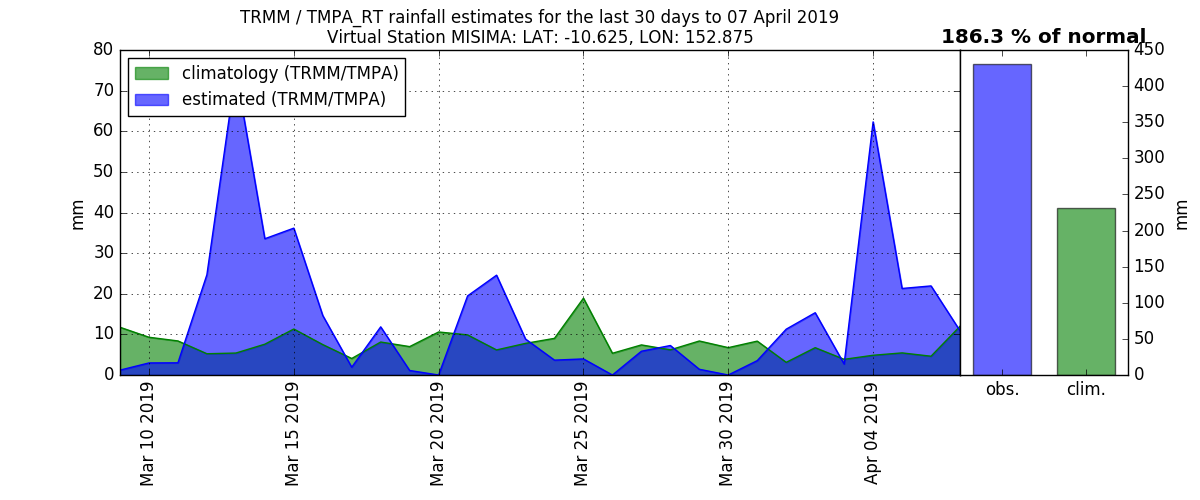 TRMM / TMPA_RT rainfall estimates for the last 30 days to 07 April 2019
Virtual Station MISIMA: LAT: -10.625, LON: 152.875
186.3 % of normal
climatology (TRMM/TMPA)
estimated (TRMM/TMPA)
80
70
60
50
40
30
20
10
0
mm
Mar 10 2019
Mar 15 2019
Mar 20 2019
Mar 25 2019
Mar 30 2019
Apr 04 2019
450
400
350
300
250
200
150
100
50
0
mm
obs.
clim.